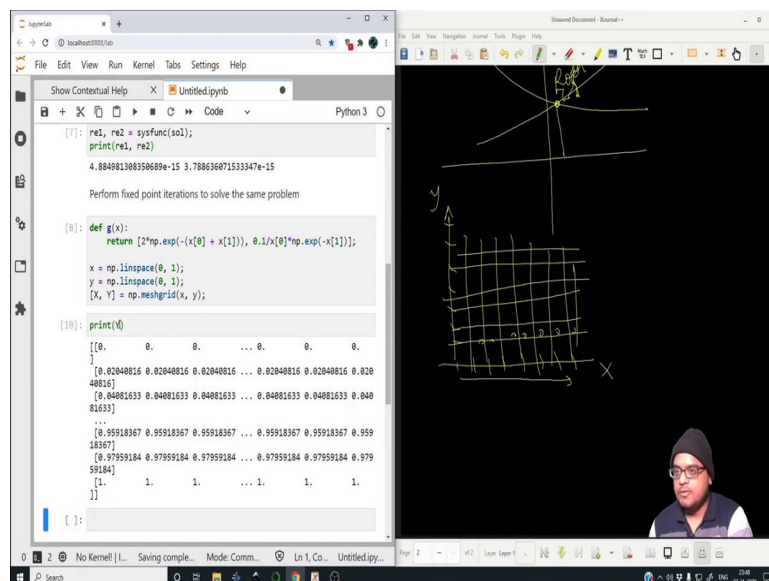 JupyterLab
localhost:8888/lab
File Edit View Run Kernel Tabs Settings Help
Show Contextual Help
Untitled.ipynb
Code
Python 3
[7]: re1, re2 = sysfunc(sol);
print(re1, re2)
4.884981308350689e-15 3.788636071533347e-15
Perform fixed point iterations to solve the same problem
[8]: def g(x):
return [2*np.exp(-(x[0] + x[1])), 0.1/x[0]*np.exp(-x[1])];
x = np.linspace(0, 1);
y = np.linspace(0, 1);
[X, Y] = np.meshgrid(x, y);
[10]: print(Y)
[[0. 0. 0. ... 0. 0. 0.
]
[0.02040816 0.02040816 0.02040816 ... 0.02040816 0.02040816 0.020
40816]
[0.04081633 0.04081633 0.04081633 ... 0.04081633 0.04081633 0.040
81633]
...
[0.95918367 0.95918367 0.95918367 ... 0.95918367 0.95918367 0.959
18367]
[0.97959184 0.97959184 0.97959184 ... 0.97959184 0.97959184 0.979
59184]
[1. 1. 1. ... 1. 1. 1.
]]
[ ]:
0 2 No Kernel! | I... Saving comple... Mode: Comm... Ln 1, Co... Untitled.ipy...
Search
Unsaved Document - Xournal++
File Edit View Navigation Journal Tools Plugin Help
Root
y
X
Page 2 of 2 Layer Layer 1
ENG 23:48